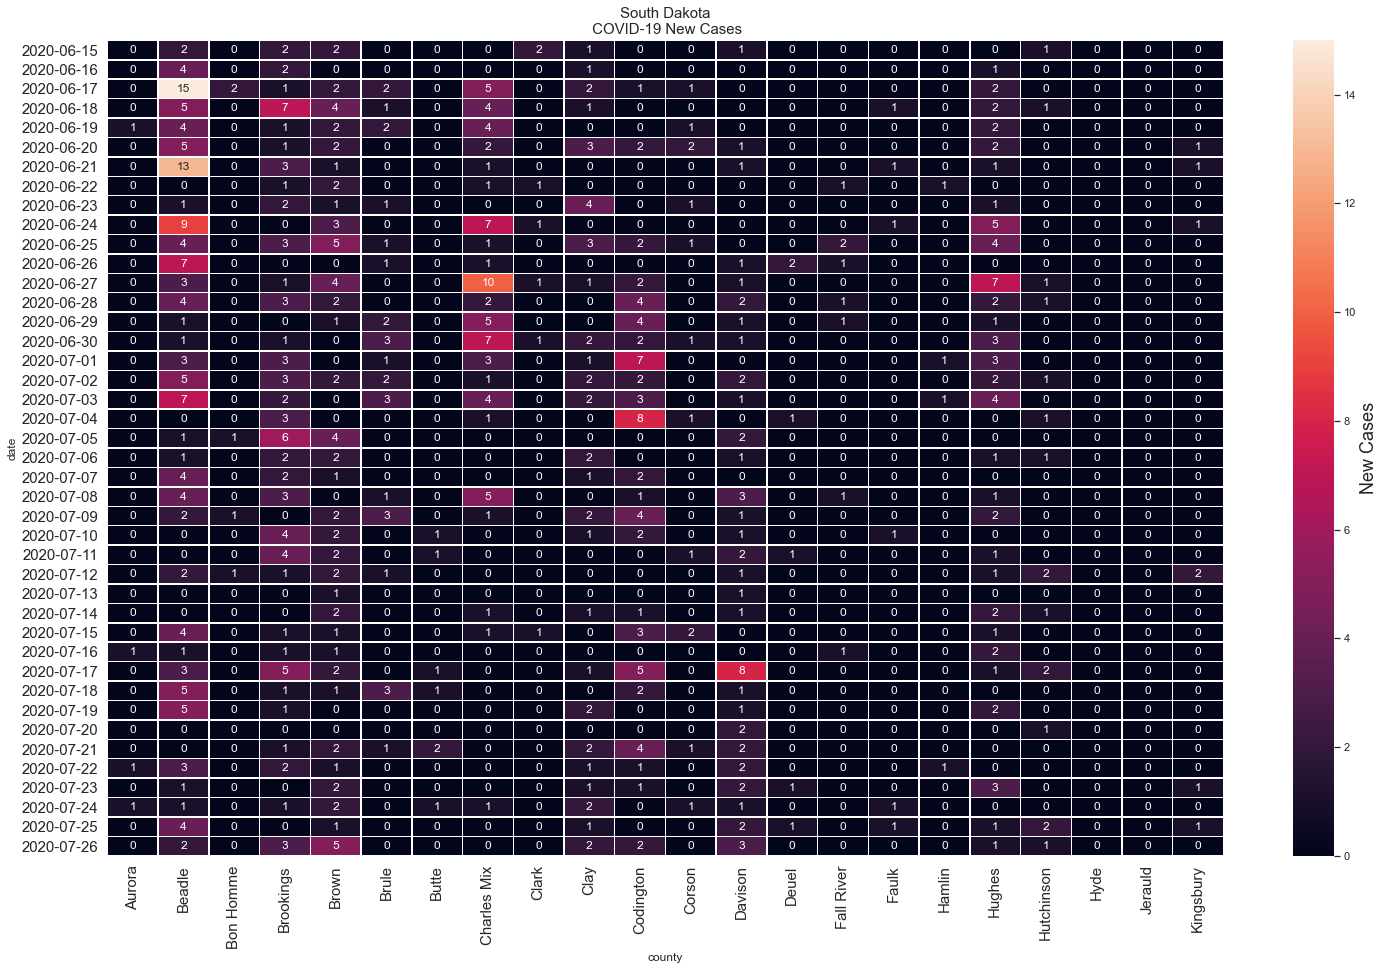 South Dakota
COVID-19 New Cases
2020-06-15 0 2 0 2 2 0 0 0 2 1 0 0 1 0 0 0 0 0 1 0 0 0
2020-06-16 0 4 0 2 0 0 0 0 0 1 0 0 0 0 0 0 0 1 0 0 0 0
2020-06-17 0 15 2 1 2 2 0 5 0 2 1 1 0 0 0 0 0 2 0 0 0 0
2020-06-18 0 5 0 7 4 1 0 4 0 1 0 0 0 0 0 1 0 2 1 0 0 0
2020-06-19 1 4 0 1 2 2 0 4 0 0 0 1 0 0 0 0 0 2 0 0 0 0
2020-06-20 0 5 0 1 2 0 0 2 0 3 2 2 1 0 0 0 0 2 0 0 0 1
2020-06-21 0 13 0 3 1 0 0 1 0 0 0 0 1 0 0 1 0 1 0 0 0 1
2020-06-22 0 0 0 1 2 0 0 1 1 0 0 0 0 0 1 0 1 0 0 0 0 0
2020-06-23 0 1 0 2 1 1 0 0 0 4 0 1 0 0 0 0 0 1 0 0 0 0
2020-06-24 0 9 0 0 3 0 0 7 1 0 0 0 0 0 0 1 0 5 0 0 0 1
2020-06-25 0 4 0 3 5 1 0 1 0 3 2 1 0 0 2 0 0 4 0 0 0 0
2020-06-26 0 7 0 0 0 1 0 1 0 0 0 0 1 2 1 0 0 0 0 0 0 0
2020-06-27 0 3 0 1 4 0 0 10 1 1 2 0 1 0 0 0 0 7 1 0 0 0
2020-06-28 0 4 0 3 2 0 0 2 0 0 4 0 2 0 1 0 0 2 1 0 0 0
2020-06-29 0 1 0 0 1 2 0 5 0 0 4 0 1 0 1 0 0 1 0 0 0 0
2020-06-30 0 1 0 1 0 3 0 7 1 2 2 1 1 0 0 0 0 3 0 0 0 0
2020-07-01 0 3 0 3 0 1 0 3 0 1 7 0 0 0 0 0 1 3 0 0 0 0
2020-07-02 0 5 0 3 2 2 0 1 0 2 2 0 2 0 0 0 0 2 1 0 0 0
2020-07-03 0 7 0 2 0 3 0 4 0 2 3 0 1 0 0 0 1 4 0 0 0 0
2020-07-04 0 0 0 3 0 0 0 1 0 0 8 1 0 1 0 0 0 0 1 0 0 0
2020-07-05 0 1 1 6 4 0 0 0 0 0 0 0 2 0 0 0 0 0 0 0 0 0
2020-07-06 0 1 0 2 2 0 0 0 0 2 0 0 1 0 0 0 0 1 1 0 0 0
2020-07-07 0 4 0 2 1 0 0 0 0 1 2 0 0 0 0 0 0 0 0 0 0 0
2020-07-08 0 4 0 3 0 1 0 5 0 0 1 0 3 0 1 0 0 1 0 0 0 0
2020-07-09 0 2 1 0 2 3 0 1 0 2 4 0 1 0 0 0 0 2 0 0 0 0
2020-07-10 0 0 0 4 2 0 1 0 0 1 2 0 0 0 0 1 0 0 0 0 0 0
2020-07-11 0 0 0 4 2 0 1 0 0 0 0 1 2 1 0 0 0 1 0 0 0 0
2020-07-12 0 2 1 1 2 1 0 0 0 0 0 0 1 0 0 0 0 1 2 0 0 2
2020-07-13 0 0 0 0 1 0 0 0 0 0 0 0 1 0 0 0 0 0 0 0 0 0
2020-07-14 0 0 0 0 2 0 0 1 0 1 1 0 0 0 0 0 0 2 1 0 0 0
2020-07-15 0 4 0 1 1 0 0 1 1 0 3 2 0 0 0 0 0 1 0 0 0 0
2020-07-16 1 1 0 1 1 0 0 0 0 0 0 0 0 0 1 0 0 2 0 0 0 0
2020-07-17 0 3 0 5 2 0 1 0 0 1 5 0 8 0 0 0 0 1 2 0 0 0
2020-07-18 0 5 0 1 1 3 1 0 0 0 2 0 1 0 0 0 0 0 0 0 0 0
2020-07-19 0 5 0 1 0 0 0 0 0 2 0 0 1 0 0 0 0 2 0 0 0 0
2020-07-20 0 0 0 0 0 0 0 0 0 0 0 0 2 0 0 0 0 0 1 0 0 0
2020-07-21 0 0 0 1 2 1 2 0 0 2 4 1 2 0 0 0 0 0 0 0 0 0
2020-07-22 1 3 0 2 1 0 0 0 0 1 1 0 2 0 0 0 1 0 0 0 0 0
2020-07-23 0 1 0 0 2 0 0 0 0 1 1 0 2 1 0 0 0 3 0 0 0 1
2020-07-24 1 1 0 1 2 0 1 1 0 2 0 1 1 0 0 1 0 0 0 0 0 0
2020-07-25 0 4 0 0 1 0 0 0 0 1 0 0 2 1 0 1 0 1 2 0 0 1
2020-07-26 0 2 0 3 5 0 0 0 0 2 2 0 3 0 0 0 0 1 1 0 0 0
date
Aurora Beadle Bon Homme Brookings Brown Brule Butte Charles Mix Clark Clay Codington Corson Davison Deuel Fall River Faulk Hamlin Hughes Hutchinson Hyde Jerauld Kingsbury
county
14
12
10
8
6
4
2
0
New Cases